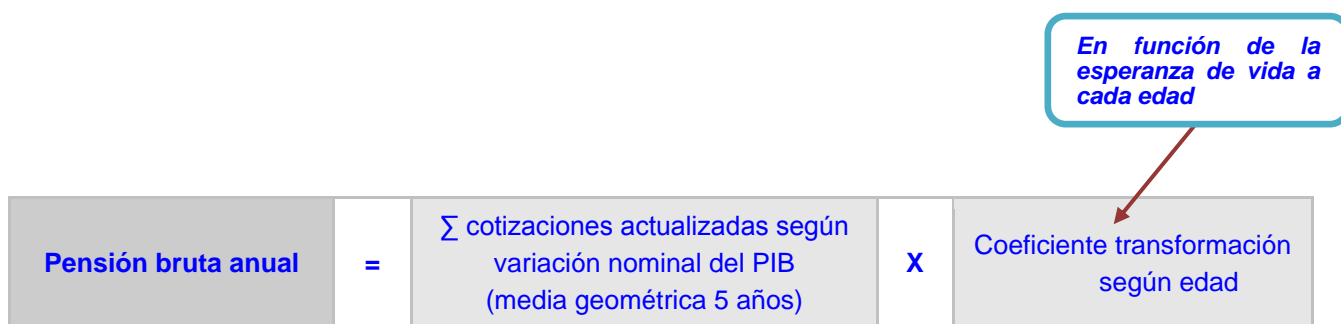 En función de la
esperanza de vida a
cada edad
Pensión bruta anual
=
∑ cotizaciones actualizadas según
variación nominal del PIB
(media geométrica 5 años)
X
Coeficiente transformación
según edad